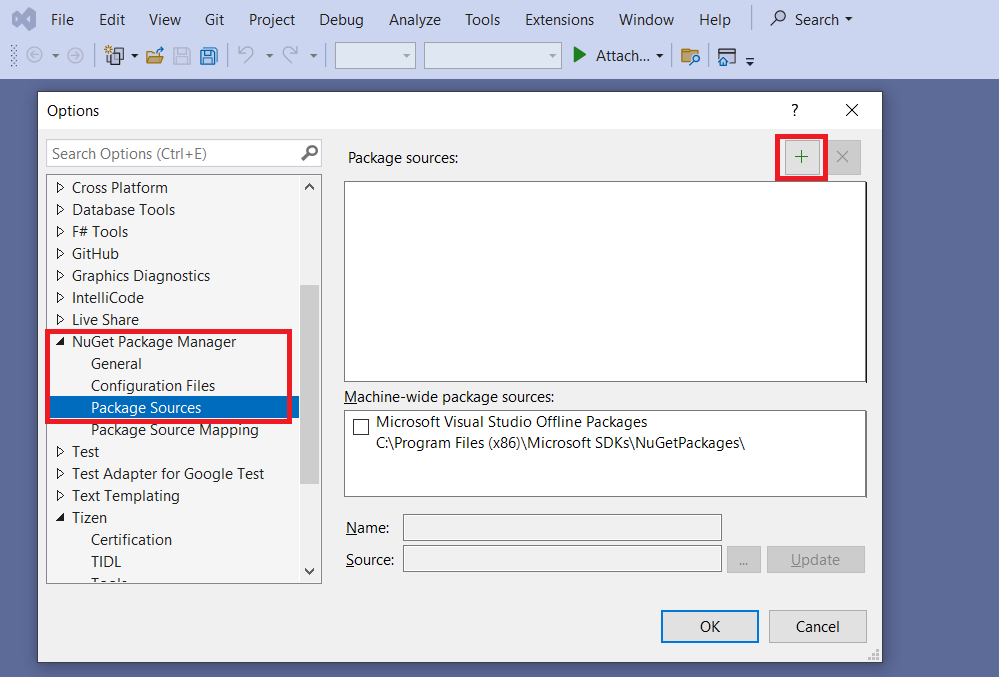 File Edit View Git Project Debug Analyze Tools Extensions Window Help Search
Attach...
Options ?
Search Options (Ctrl+E)
Cross Platform
Database Tools
F# Tools
GitHub
Graphics Diagnostics
IntelliCode
Live Share
NuGet Package Manager
General
Configuration Files
Package Sources
Package Source Mapping
Test
Test Adapter for Google Test
Text Templating
Tizen
Certification
TIDL
Tools
Package sources:
Machine-wide package sources:
Microsoft Visual Studio Offline Packages
C:\Program Files (x86)\Microsoft SDKs\NuGetPackages\
Name:
Source: ... Update
OK Cancel